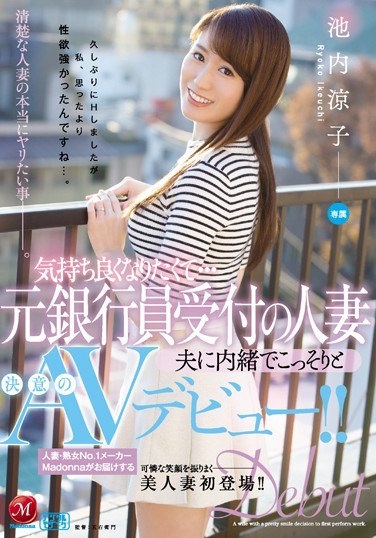 池内涼子
Ryoko Ikeuchi
専属
久しぶりにHしましたが
私、思ったより
性欲強かったんですね…。
清楚な人妻の本当にヤリたい事――。
気持ち良くなりたくて…
元銀行員受付の人妻
夫に内緒でこっそりと
決意の
AVデビュー!!
人妻・熟女No.1メーカー
Madonnaがお届けする
可憐な笑顔を振りまく
美人妻初登場!!
Debut
A wife with a pretty smile decision to first perform work.
Madonna